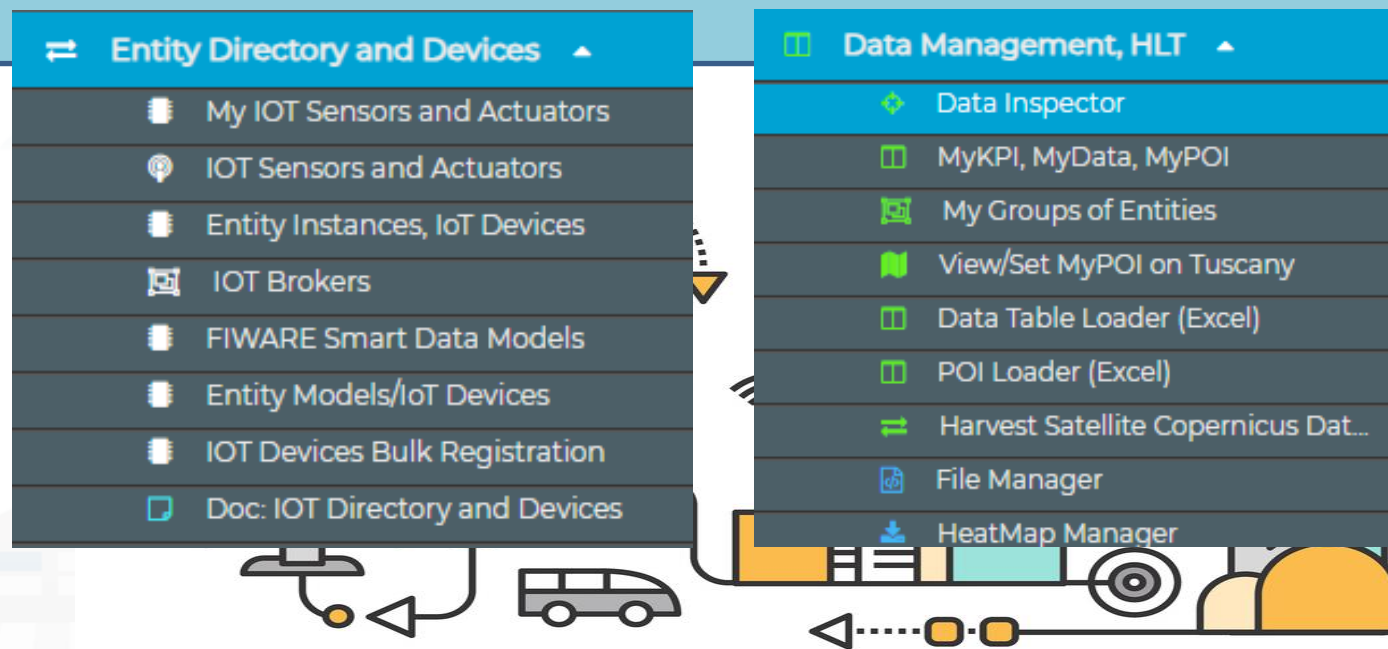 Entity Directory and Devices
My IOT Sensors and Actuators
IOT Sensors and Actuators
Entity Instances, IoT Devices
IOT Brokers
FIWARE Smart Data Models
Entity Models/IoT Devices
IOT Devices Bulk Registration
Doc: IOT Directory and Devices
Data Management, HLT
Data Inspector
MyKPI, MyData, MyPOI
My Groups of Entities
View/Set MyPOI on Tuscany
Data Table Loader (Excel)
POI Loader (Excel)
Harvest Satellite Copernicus Dat...
File Manager
HeatMap Manager